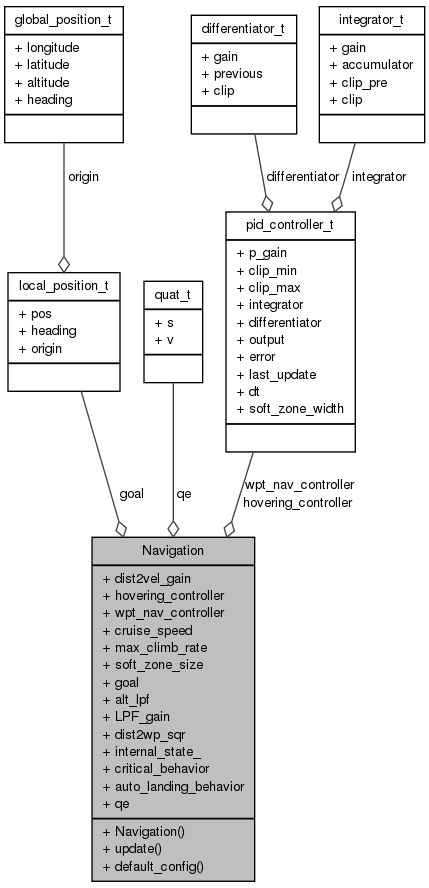 global_position_t
+ longitude
+ latitude
+ altitude
+ heading
differentiator_t
+ gain
+ previous
+ clip
integrator_t
+ gain
+ accumulator
+ clip_pre
+ clip
origin
differentiator
integrator
local_position_t
+ pos
+ heading
+ origin
quat_t
+ s
+ v
pid_controller_t
+ p_gain
+ clip_min
+ clip_max
+ integrator
+ differentiator
+ output
+ error
+ last_update
+ dt
+ soft_zone_width
goal
qe
wpt_nav_controller
hovering_controller
Navigation
+ dist2vel_gain
+ hovering_controller
+ wpt_nav_controller
+ cruise_speed
+ max_climb_rate
+ soft_zone_size
+ goal
+ alt_lpf
+ LPF_gain
+ dist2wp_sqr
+ internal_state_
+ critical_behavior
+ auto_landing_behavior
+ qe
+ Navigation()
+ update()
+ default_config()